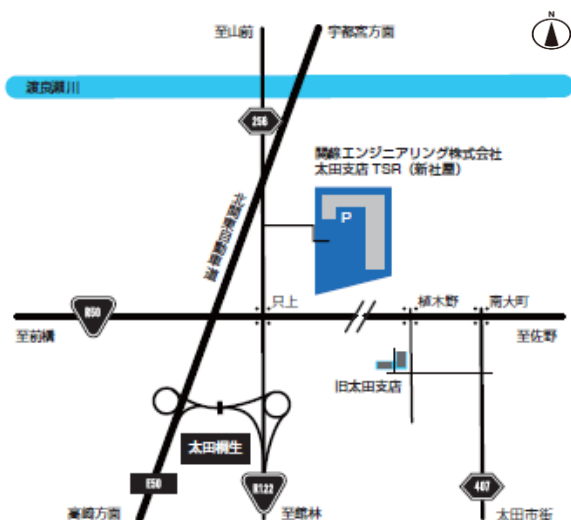 N
至山前
宇都宮方面
渡良瀬川
256
関綜エンジニアリング株式会社
太田支店 TSR（新社屋）
P
北関東自動車道
只上
植木野
南大町
R50
至前橋
至佐野
旧太田支店
太田桐生
E50
R122
407
高崎方面
至館林
太田市街